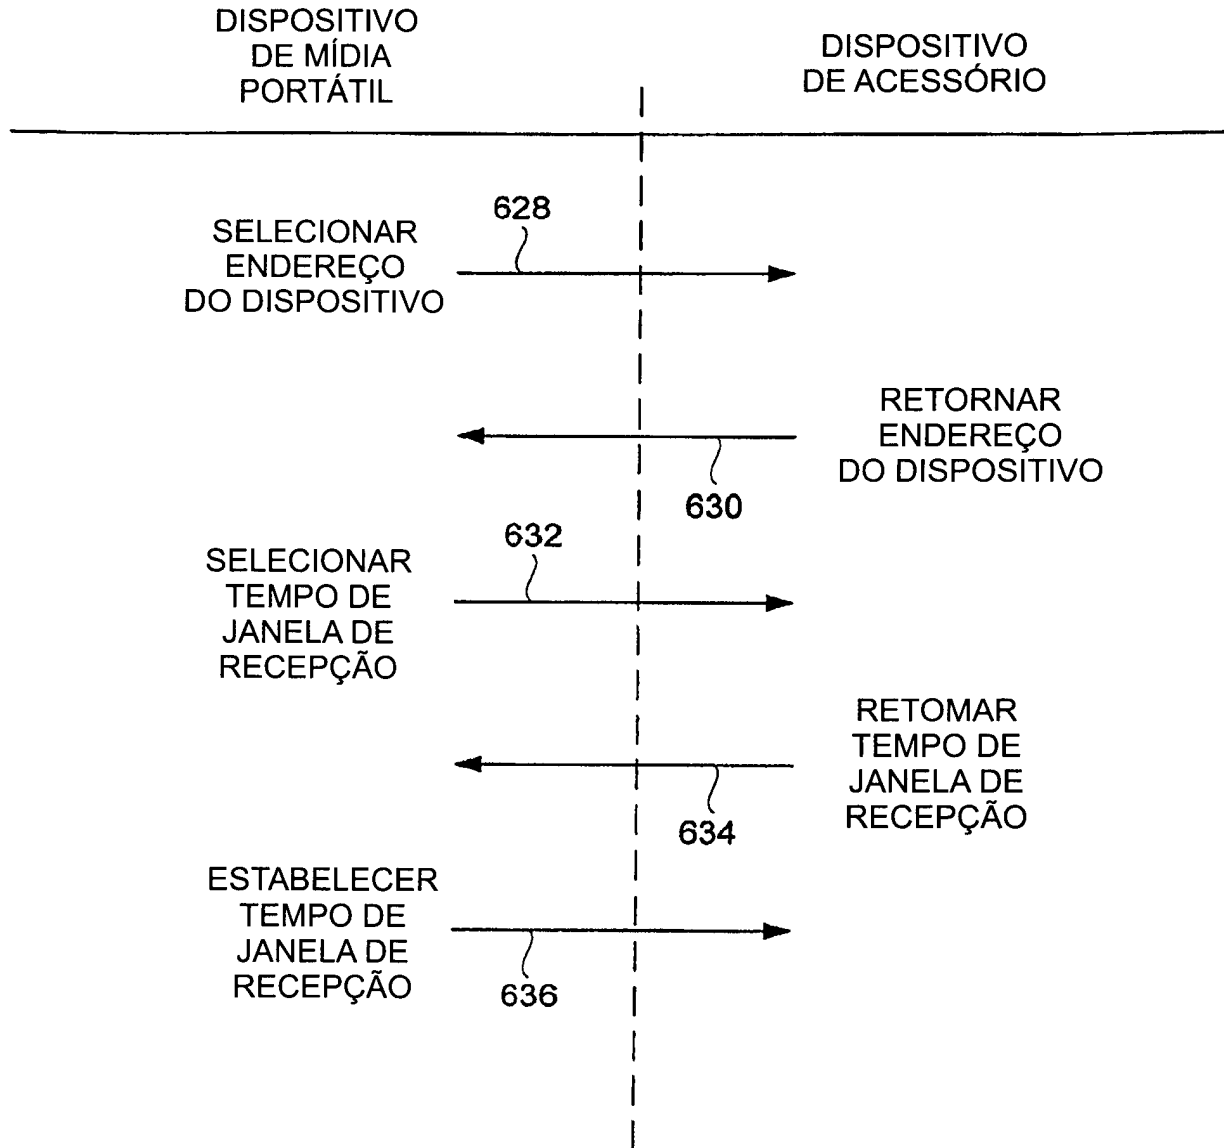 DISPOSITIVO
DE MÍDIA
PORTÁTIL
DISPOSITIVO
DE ACESSÓRIO
628
SELECIONAR
ENDEREÇO
DO DISPOSITIVO
RETORNAR
ENDEREÇO
DO DISPOSITIVO
630
632
SELECIONAR
TEMPO DE
JANELA DE
RECEPÇÃO
RETOMAR
TEMPO DE
JANELA DE
RECEPÇÃO
634
ESTABELECER
TEMPO DE
JANELA DE
RECEPÇÃO
636